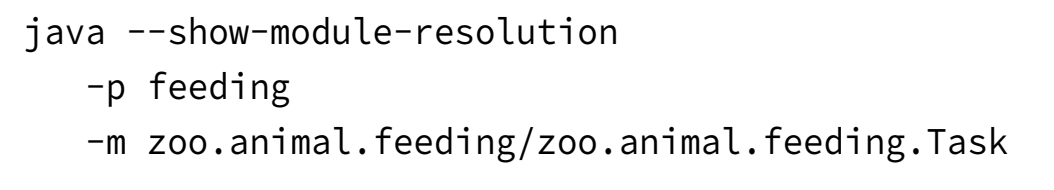 java --show-module-resolution
-p feeding
-m zoo.animal.feeding/zoo.animal.feeding.Task